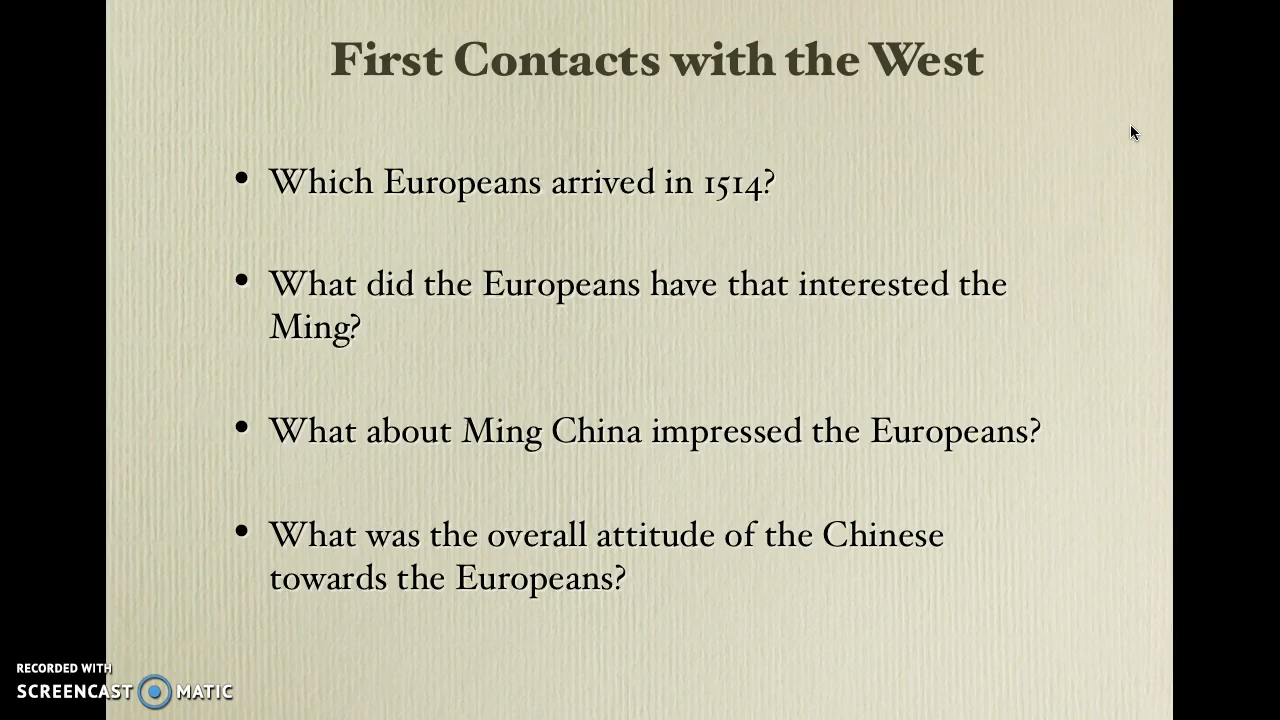 First Contacts with the West
• Which Europeans arrived in 1514?
• What did the Europeans have that interested the
Ming?
• What about Ming China impressed the Europeans?
• What was the overall attitude of the Chinese
towards the Europeans?
RECORDED WITH
SCREENCAST MATIC